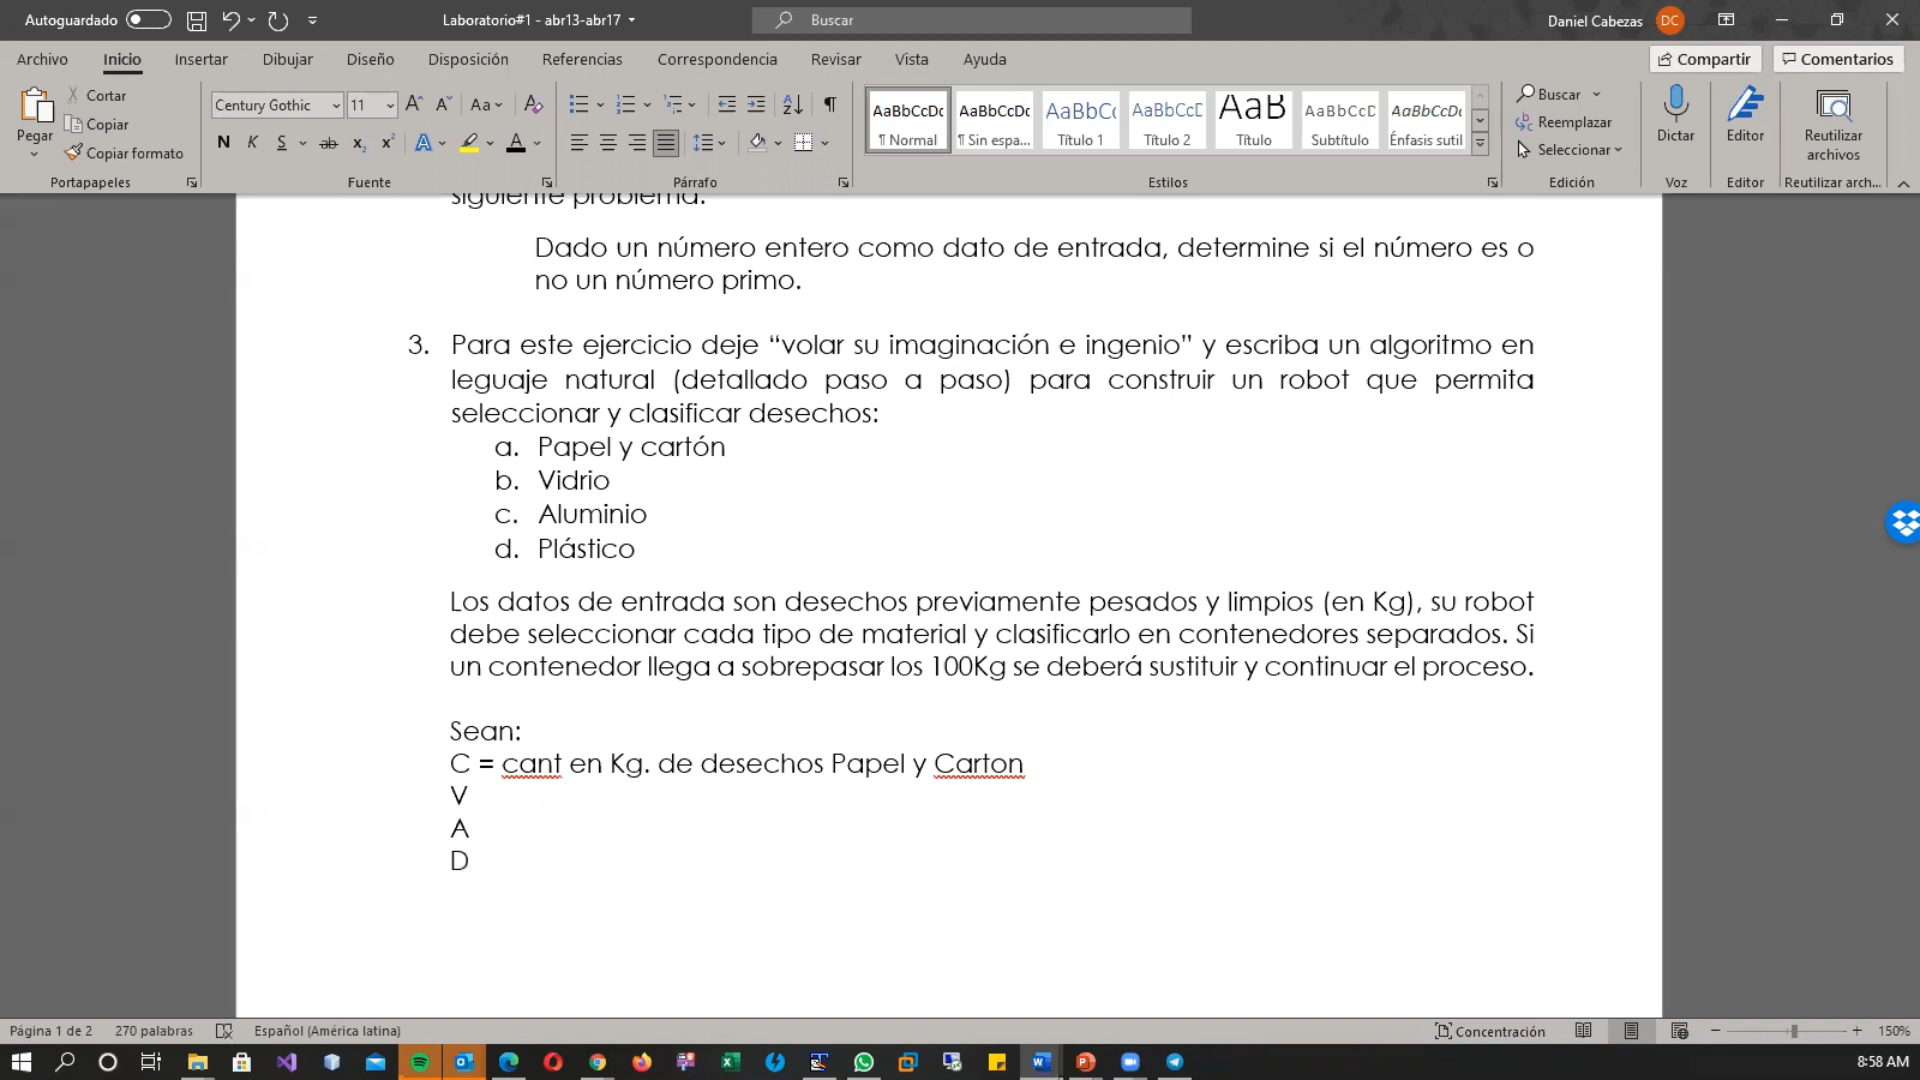 Autoguardado
Laboratorio#1 - abr13-abr17
Buscar
Daniel Cabezas
DC
Archivo Inicio Insertar Dibujar Diseño Disposición Referencias Correspondencia Revisar Vista Ayuda
Compartir
Comentarios
Pegar
Cortar
Copiar
Copiar formato
Portapapeles
Century Gothic
11
Aa
N K S ab x₂ x²
Fuente
Párrafo
AaBbCcDc
¶ Normal
AaBbCcDc
¶ Sin espa...
AaBbC
Título 1
AaBbCcE
Título 2
AaB
Título
AaBbCcD
Subtítulo
AaBbCcDc
Énfasis sutil
Estilos
Buscar
Reemplazar
Seleccionar
Edición
Dictar
Voz
Editor
Editor
Reutilizar
archivos
Reutilizar arch...
siguiente problema.
Dado un número entero como dato de entrada, determine si el número es o
no un número primo.
3. Para este ejercicio deje “volar su imaginación e ingenio” y escriba un algoritmo en
leguaje natural (detallado paso a paso) para construir un robot que permita
seleccionar y clasificar desechos:
a. Papel y cartón
b. Vidrio
c. Aluminio
d. Plástico
Los datos de entrada son desechos previamente pesados y limpios (en Kg), su robot
debe seleccionar cada tipo de material y clasificarlo en contenedores separados. Si
un contenedor llega a sobrepasar los 100Kg se deberá sustituir y continuar el proceso.
Sean:
C = cant en Kg. de desechos Papel y Carton
V
A
D
Página 1 de 2
270 palabras
Español (América latina)
Concentración
150%
8:58 AM